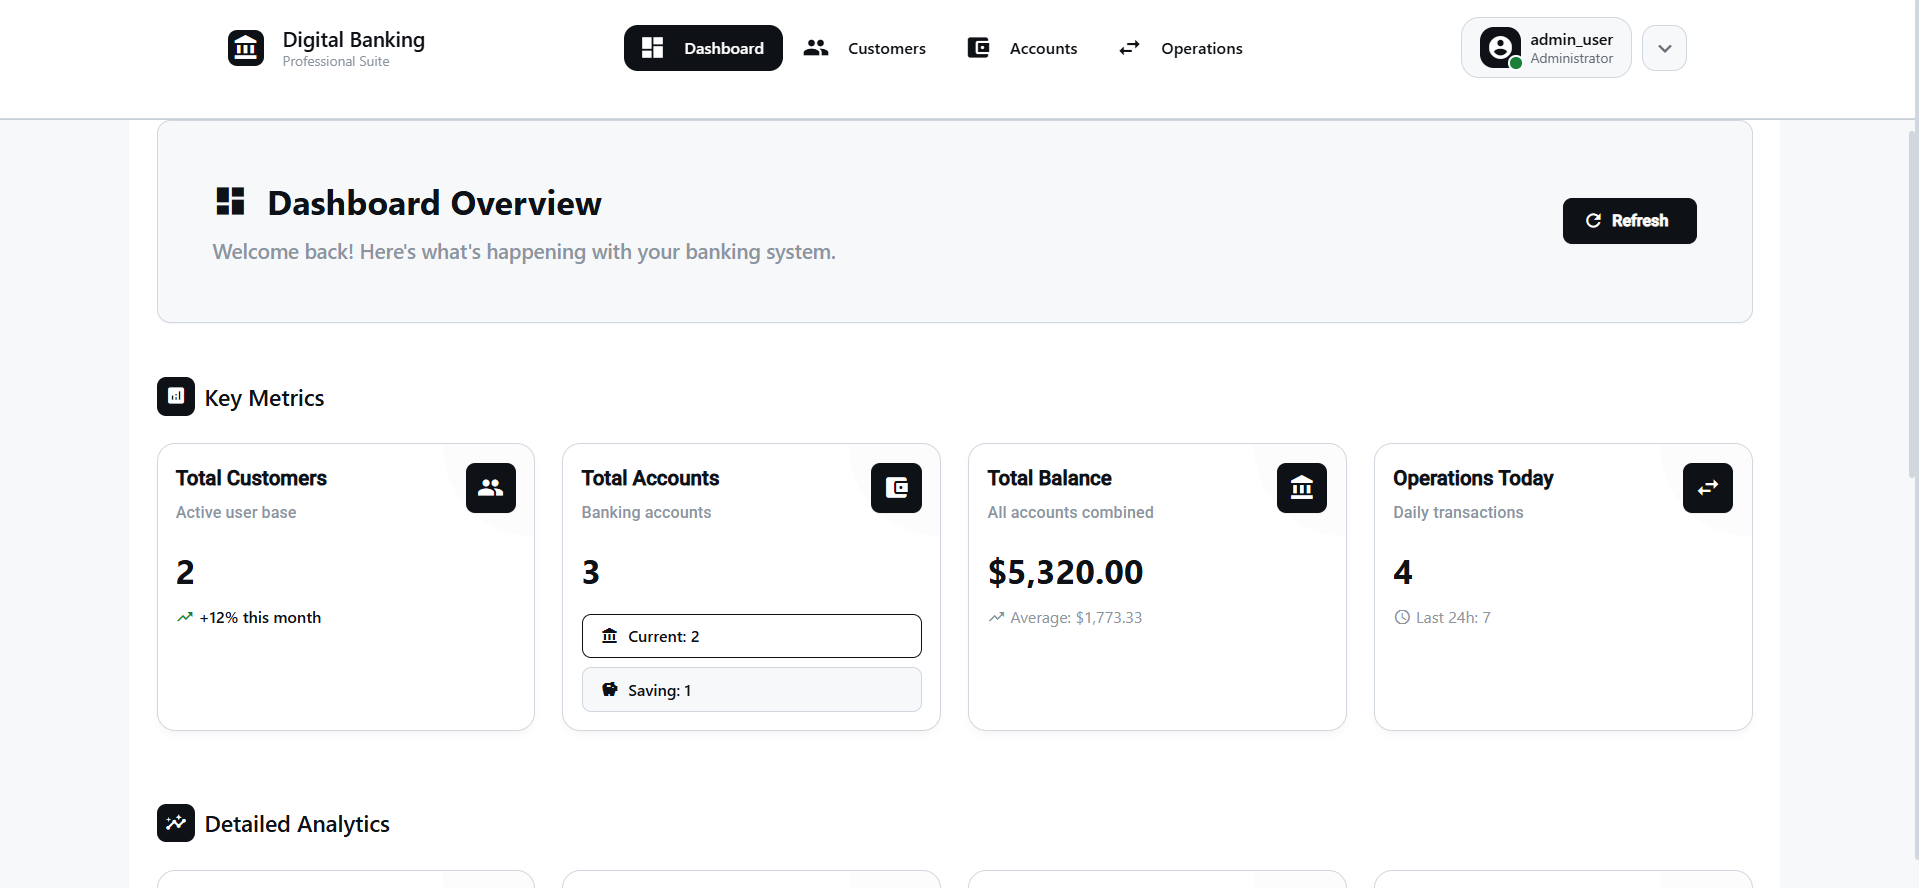 Digital Banking
Professional Suite
Dashboard
Customers
Accounts
Operations
admin_user
Administrator
Dashboard Overview
Welcome back! Here's what's happening with your banking system.
Refresh
Key Metrics
Total Customers
Active user base
2
+12% this month
Total Accounts
Banking accounts
3
Current: 2
Saving: 1
Total Balance
All accounts combined
$5,320.00
Average: $1,773.33
Operations Today
Daily transactions
4
Last 24h: 7
Detailed Analytics